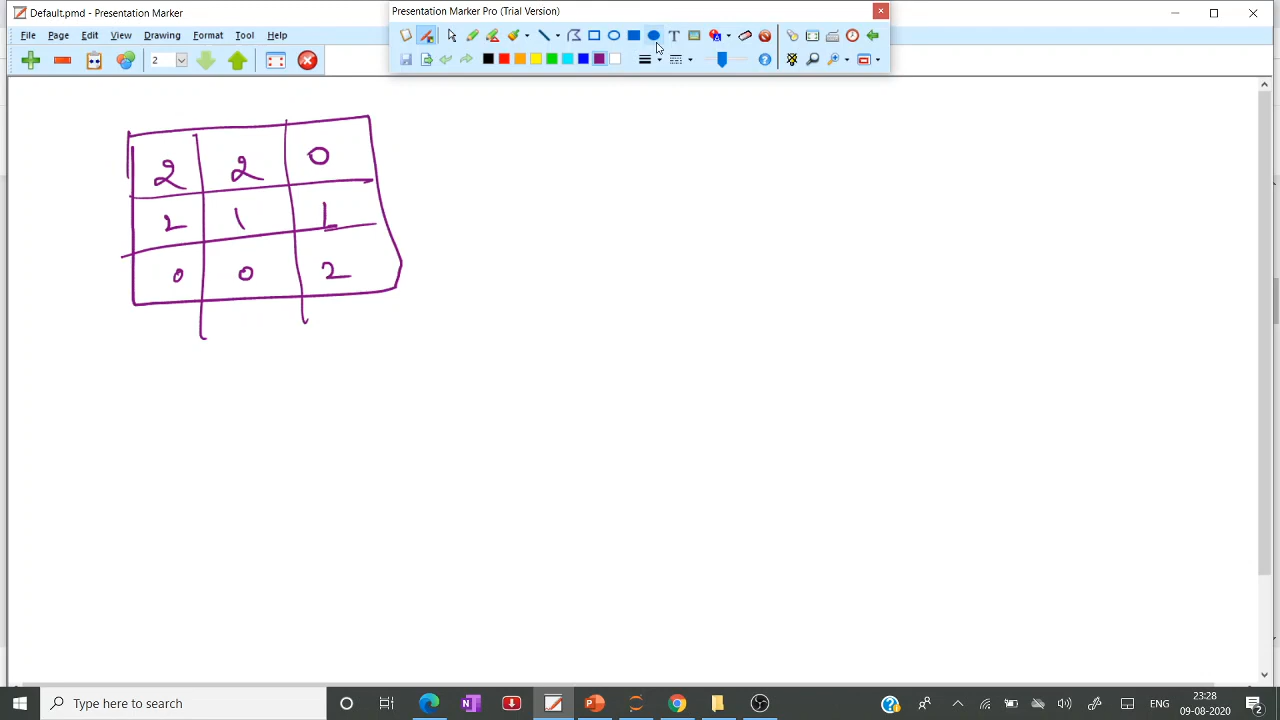 Default.pmd - Presentation Marker
Presentation Marker Pro (Trial Version)
File Page Edit View Drawing Format Tool Help
2
2 2 0
2 1 1
0 0 2
Type here to search
ENG
23:28
09-08-2020
2